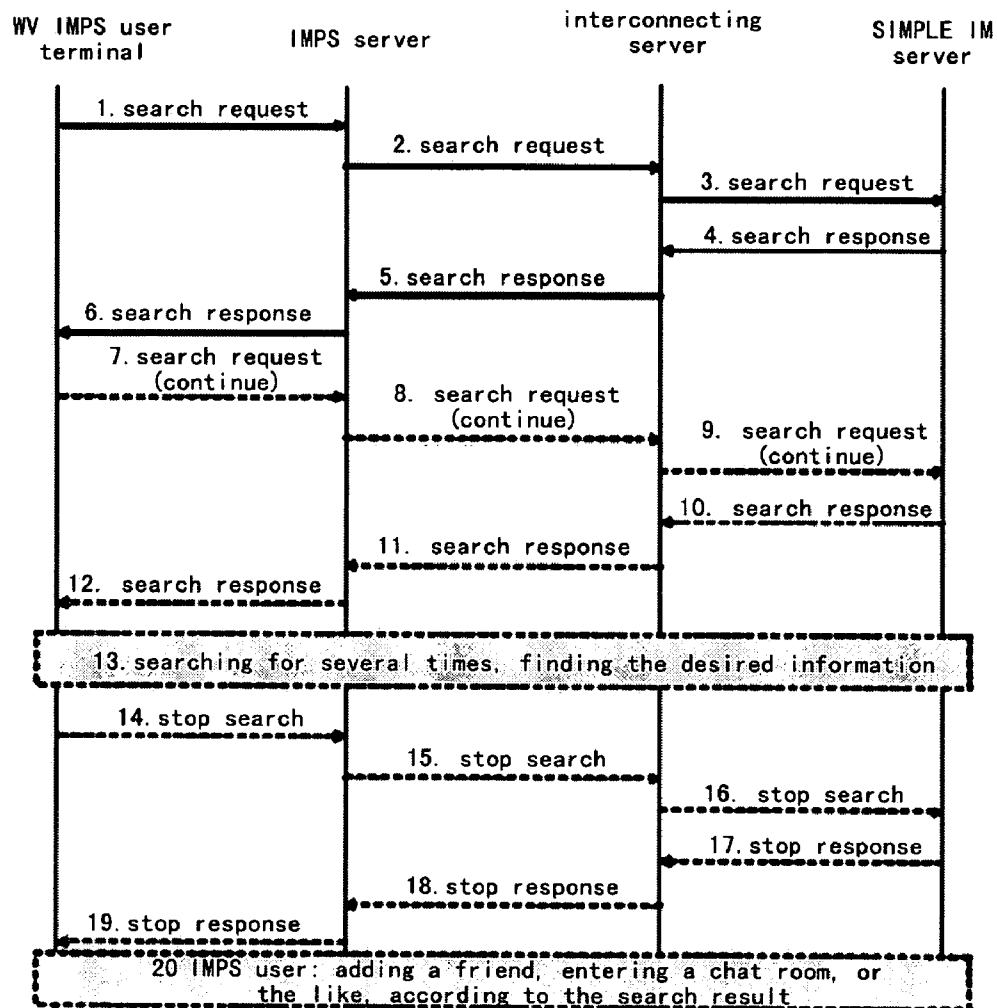 WV IMPS user
terminal
IMPS server
interconnecting
server
SIMPLE IM
server
1. search request
2. search request
3. search request
4. search response
5. search response
6. search response
7. search request
(continue)
8. search request
(continue)
9. search request
(continue)
10. search response
11. search response
12. search response
13. searching for several times, finding the desired information
14. stop search
15. stop search
16. stop search
17. stop response
18. stop response
19. stop response
20 IMPS user: adding a friend, entering a chat room, or
the like, according to the search result